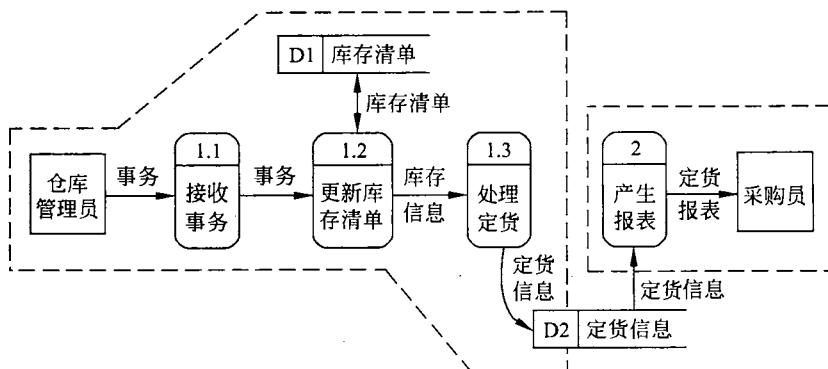 D1 库存清单
库存清单
仓库
管理员
事务
1.1
接收
事务
事务
1.2
更新库
存清单
库存
信息
1.3
处理
定货
定货
信息
D2 定货信息
定货信息
2
产生
报表
定货
报表
采购员